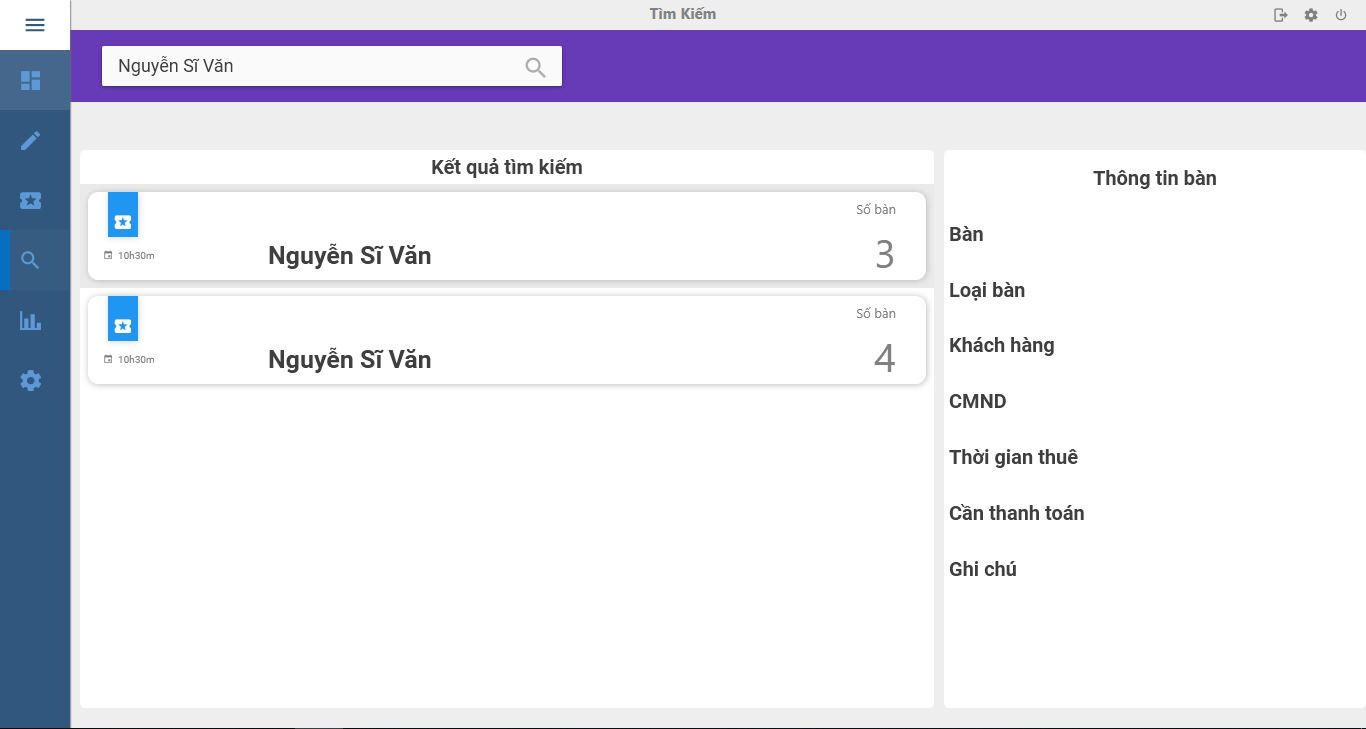 Tìm Kiếm
Nguyễn Sĩ Văn
Kết quả tìm kiếm
Số bàn
10h30m
Nguyễn Sĩ Văn
3
Số bàn
10h30m
Nguyễn Sĩ Văn
4
Thông tin bàn
Bàn
Loại bàn
Khách hàng
CMND
Thời gian thuê
Cần thanh toán
Ghi chú